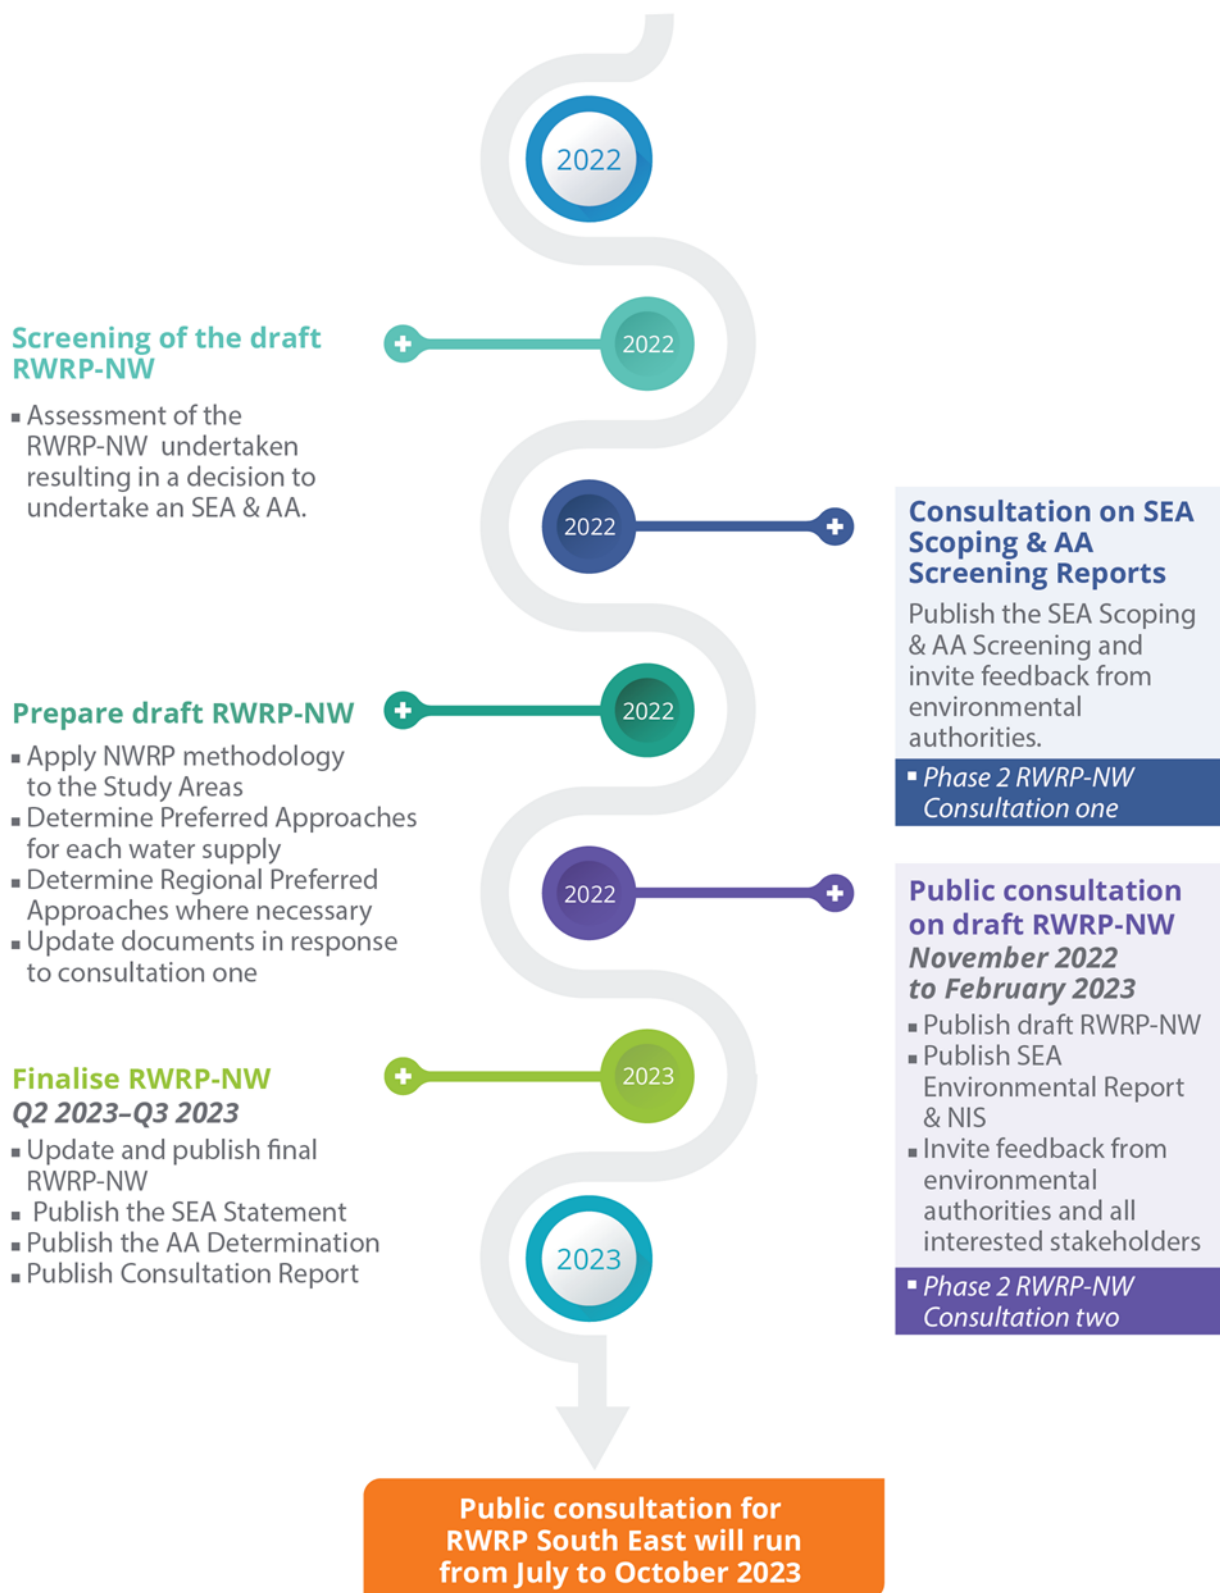 2022
Screening of the draft
RWRP-NW
▪ Assessment of the
RWRP-NW undertaken
resulting in a decision to
undertake an SEA & AA.
2022
2022
Consultation on SEA
Scoping & AA
Screening Reports
Publish the SEA Scoping
& AA Screening and
invite feedback from
environmental
authorities.
▪ Phase 2 RWRP-NW
Consultation one
Prepare draft RWRP-NW
▪ Apply NWRP methodology
to the Study Areas
▪ Determine Preferred Approaches
for each water supply
▪ Determine Regional Preferred
Approaches where necessary
▪ Update documents in response
to consultation one
2022
2022
Public consultation
on draft RWRP-NW
November 2022
to February 2023
▪ Publish draft RWRP-NW
▪ Publish SEA
Environmental Report
& NIS
▪ Invite feedback from
environmental
authorities and all
interested stakeholders
▪ Phase 2 RWRP-NW
Consultation two
Finalise RWRP-NW
Q2 2023–Q3 2023
▪ Update and publish final
RWRP-NW
▪ Publish the SEA Statement
▪ Publish the AA Determination
▪ Publish Consultation Report
2023
2023
Public consultation for
RWRP South East will run
from July to October 2023